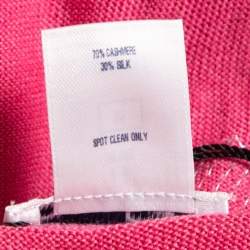 70% CASHMERE
30% SILK
SPOT CLEAN ONLY